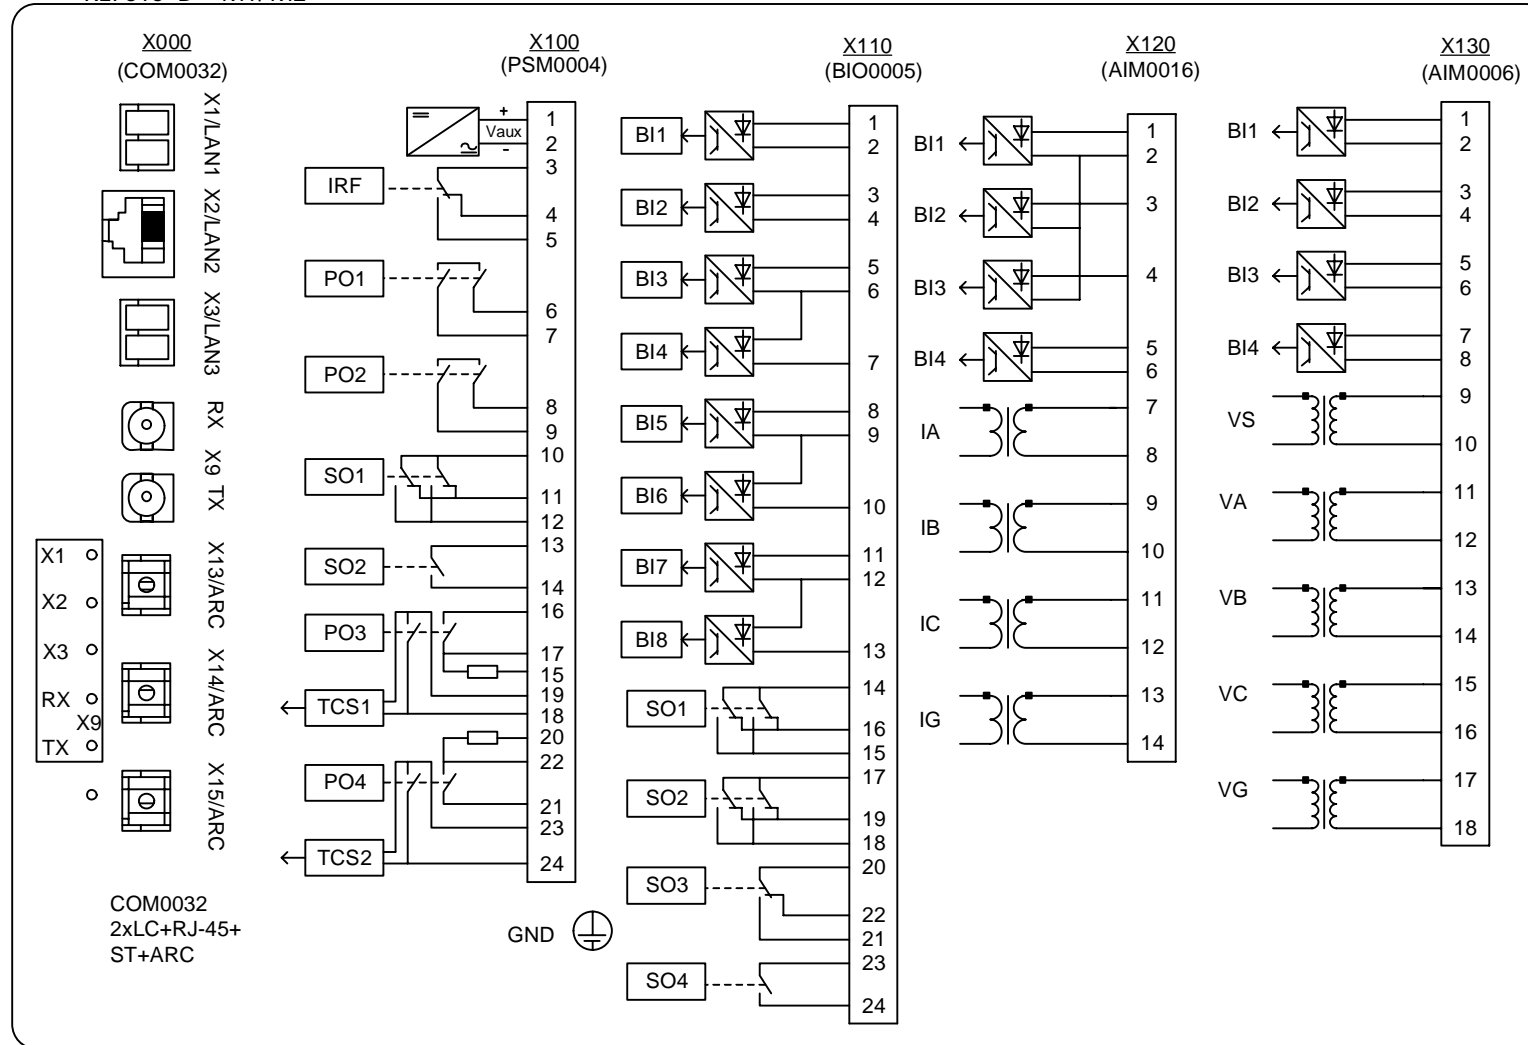 X000
(COM0032)
X1/LAN1
X2/LAN2
X3/LAN3
RX
X9
TX
X13/ARC
X14/ARC
X15/ARC
X1
X2
X3
RX
X9
TX
COM0032
2xLC+RJ-45+
ST+ARC
X100
(PSM0004)
+
Vaux
-
IRF
PO1
PO2
SO1
SO2
PO3
TCS1
PO4
TCS2
1
2
3
4
5
6
7
8
9
10
11
12
13
14
16
17
15
19
18
20
22
21
23
24
GND
X110
(BIO0005)
BI1
BI2
BI3
BI4
BI5
BI6
BI7
BI8
SO1
SO2
SO3
SO4
1
2
3
4
5
6
7
8
9
10
11
12
13
14
16
15
17
19
18
20
22
21
23
24
X120
(AIM0016)
BI1
BI2
BI3
BI4
IA
IB
IC
IG
1
2
3
4
5
6
7
8
9
10
11
12
13
14
X130
(AIM0006)
BI1
BI2
BI3
BI4
VS
VA
VB
VC
VG
1
2
3
4
5
6
7
8
9
10
11
12
13
14
15
16
17
18